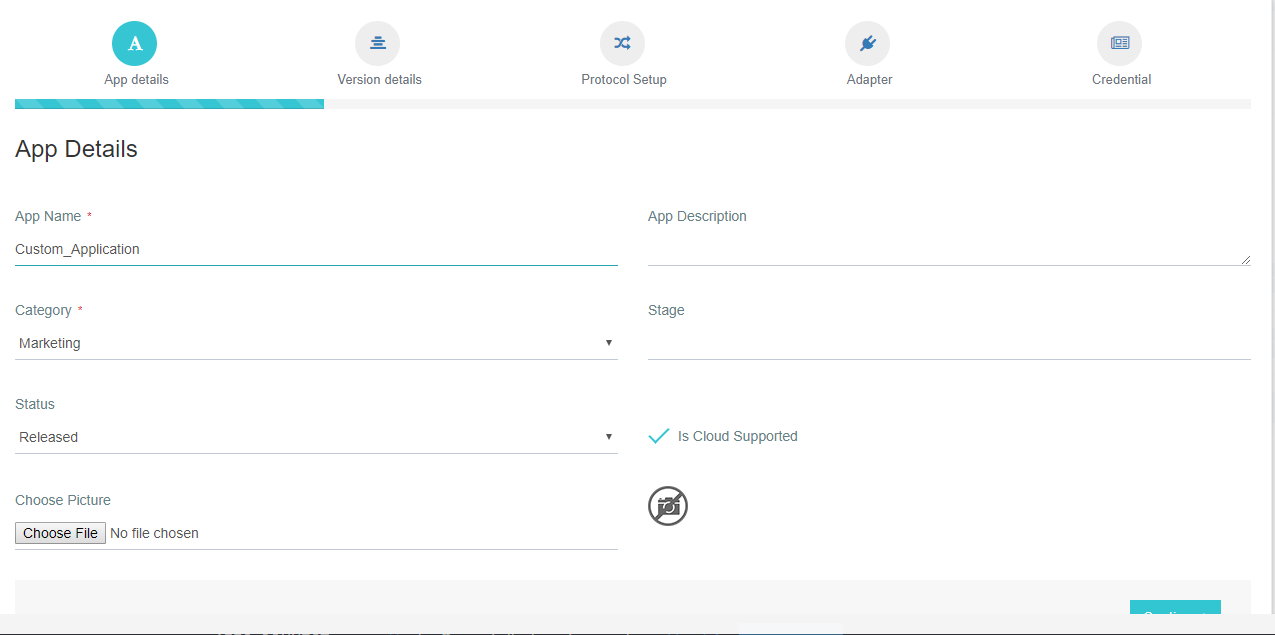 A
App details
Version details
Protocol Setup
Adapter
Credential
App Details
App Name *
App Description
Custom_Application
Category *
Stage
Marketing
Status
Released
Is Cloud Supported
Choose Picture
Choose File No file chosen